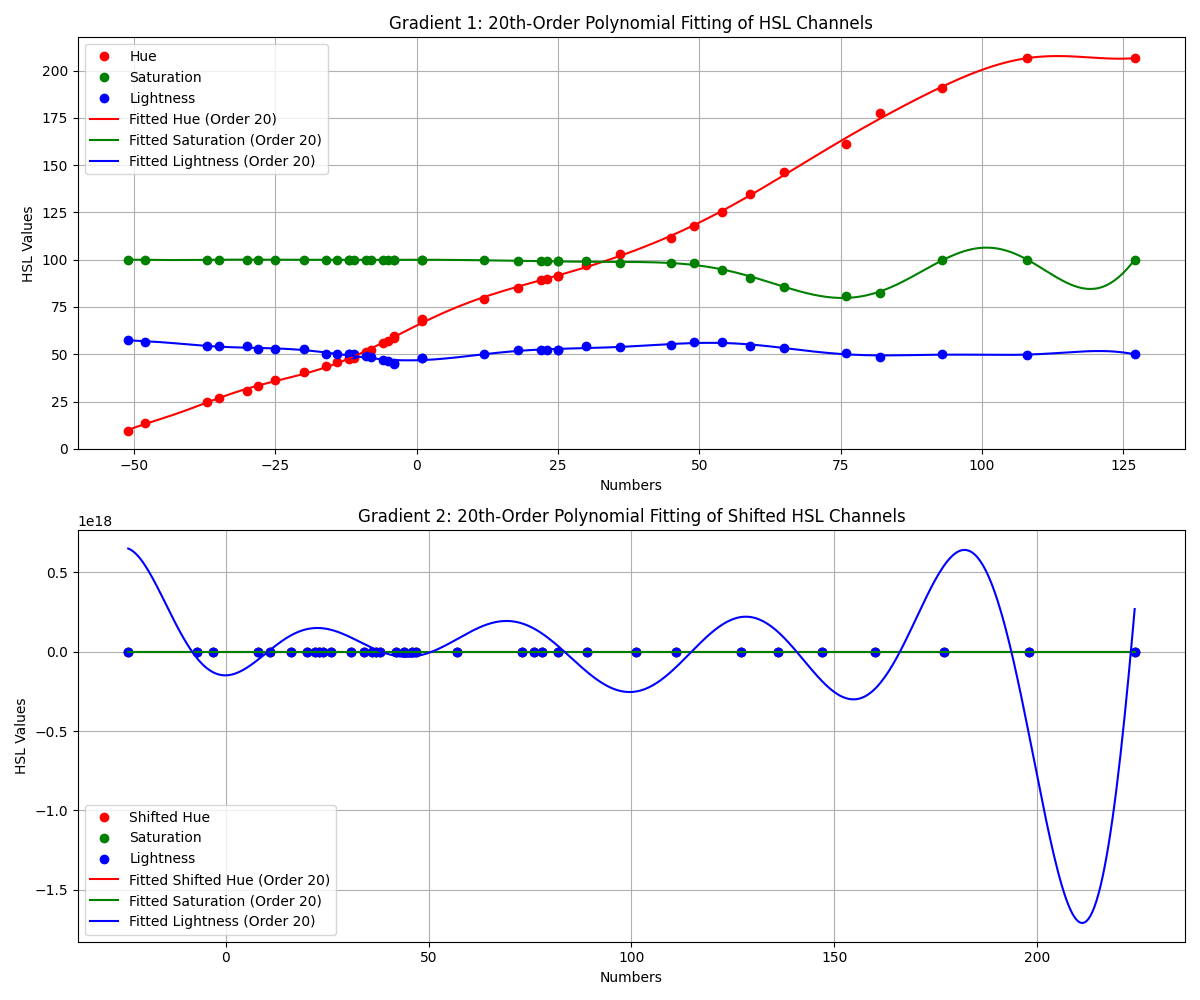 Gradient 1: 20th-Order Polynomial Fitting of HSL Channels
Hue
Saturation
Lightness
Fitted Hue (Order 20)
Fitted Saturation (Order 20)
Fitted Lightness (Order 20)
HSL Values
200
175
150
125
100
75
50
25
0
−50
−25
0
25
50
75
100
125
Numbers
Gradient 2: 20th-Order Polynomial Fitting of Shifted HSL Channels
1e18
HSL Values
0.5
0.0
−0.5
−1.0
−1.5
Shifted Hue
Saturation
Lightness
Fitted Shifted Hue (Order 20)
Fitted Saturation (Order 20)
Fitted Lightness (Order 20)
0
50
100
150
200
Numbers